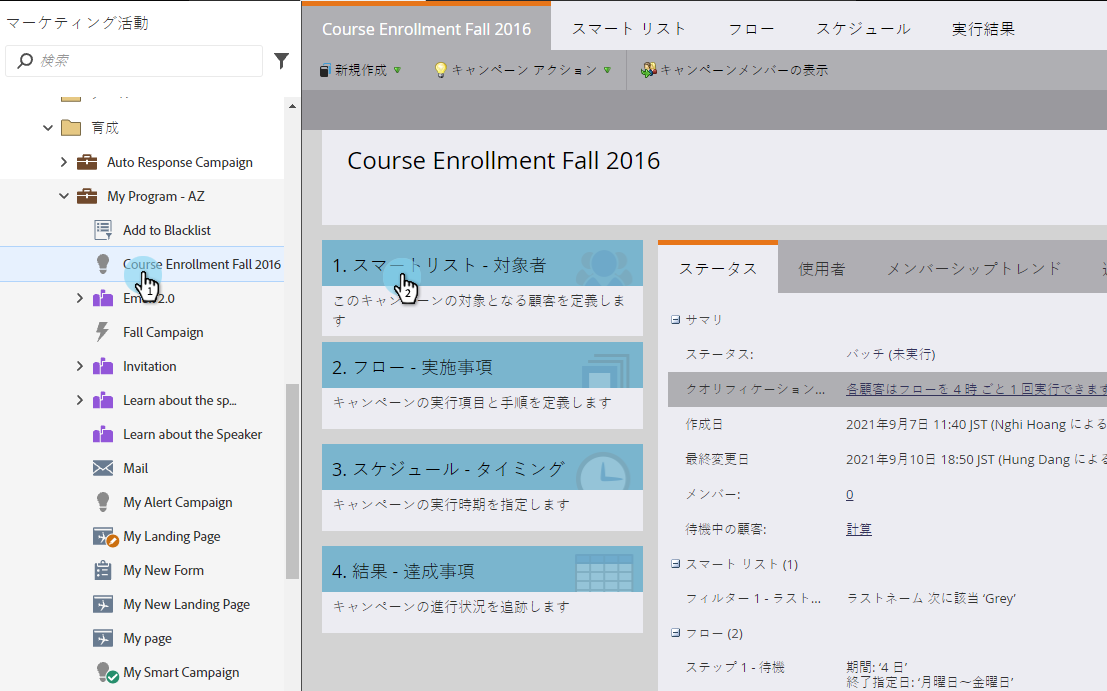 マーケティング活動
検索
育成
Auto Response Campaign
My Program - AZ
Add to Blacklist
Course Enrollment Fall 2016
1
2.0
Fall Campaign
Invitation
Learn about the sp...
Learn about the Speaker
Mail
My Alert Campaign
My Landing Page
My New Form
My New Landing Page
My page
My Smart Campaign
Course Enrollment Fall 2016
スマート リスト
フロー
スケジュール
実行結果
新規作成
キャンペーン アクション
キャンペーンメンバーの表示
Course Enrollment Fall 2016
1. スマートリスト - 対象者
2
このキャンペーンの対象となる顧客を定義しま
す
2. フロー - 実施事項
キャンペーンの実行項目と手順を定義します
3. スケジュール - タイミング
キャンペーンの実行時期を指定します
4. 結果 - 達成事項
キャンペーンの進行状況を追跡します
ステータス
使用者
メンバーシップトレンド
サマリ
ステータス: バッチ (未実行)
クオリフィケーション... 各顧客はフローを 4 時 ごと 1 回実行できます
作成日 2021年9月7日 11:40 JST (Nghi Hoang による
最終変更日 2021年9月10日 18:50 JST (Hung Dang によ
メンバー: 0
待機中の顧客: 計算
スマート リスト (1)
フィルター 1 - ラスト... ラストネーム 次に該当 ‘Grey’
フロー (2)
ステップ 1 - 待機 期間: ‘4 日’
終了指定日: ‘月曜日～金曜日’